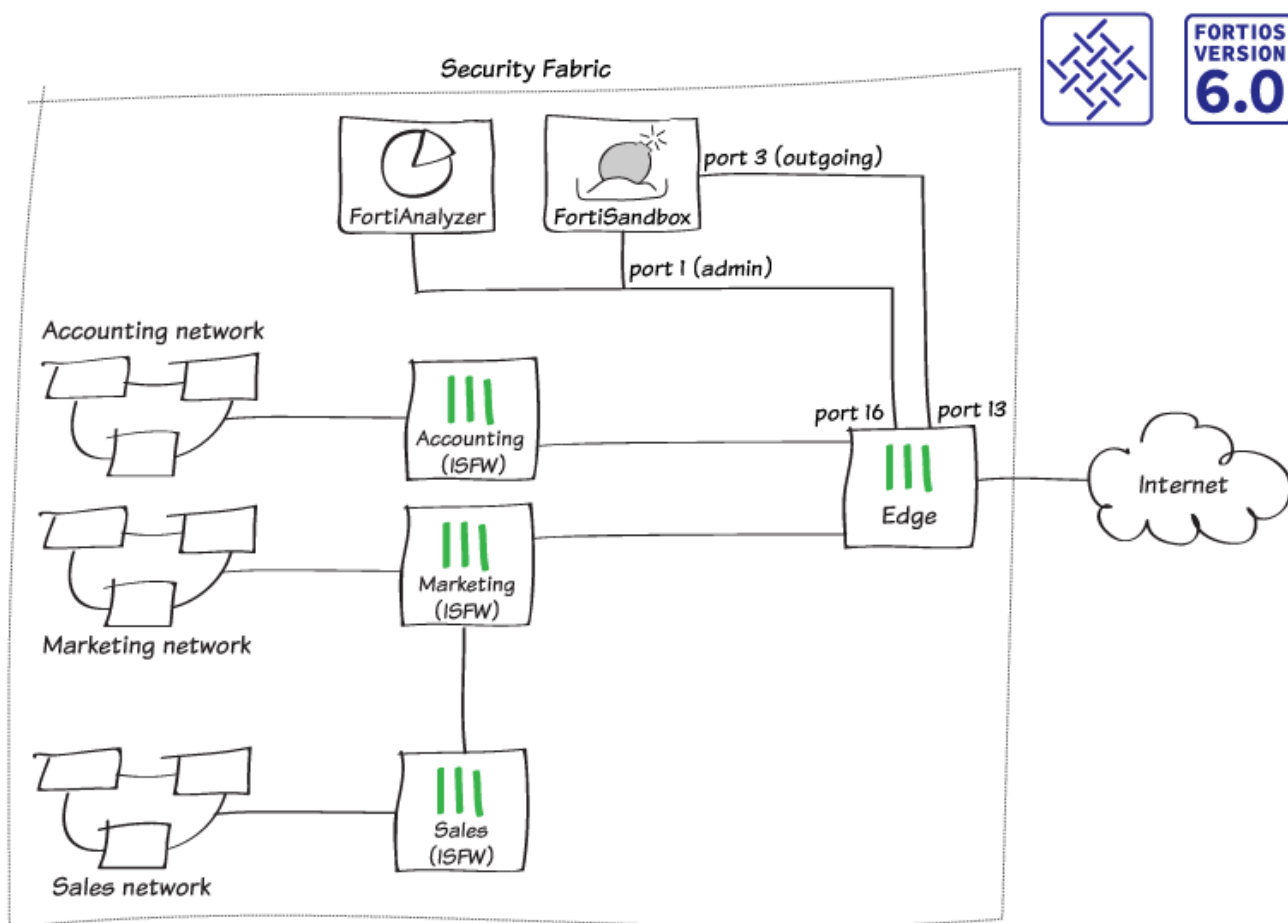 Security Fabric
FORTIOS
VERSION
6.0
FortiAnalyzer
FortiSandbox
port 3 (outgoing)
port 1 (admin)
Accounting network
Accounting
(ISFW)
port 16
port 13
Edge
Internet
Marketing
(ISFW)
Marketing network
Sales
(ISFW)
Sales network